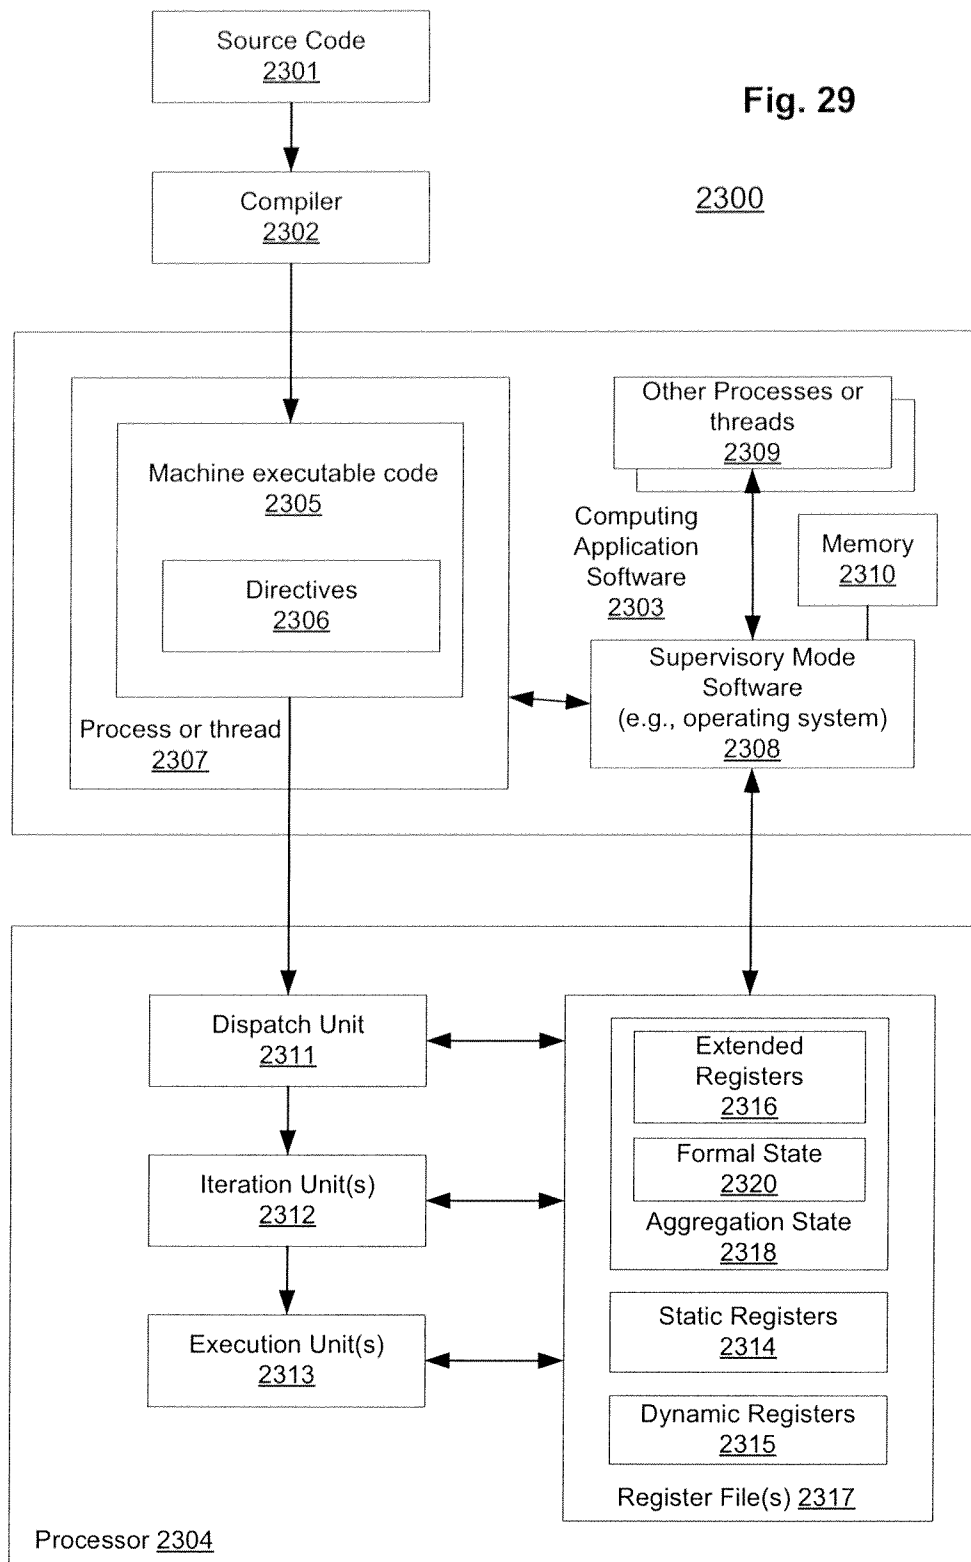 Source Code
2301
Fig. 29
Compiler
2302
2300
Machine executable code
2305
Directives
2306
Process or thread
2307
Other Processes or
threads
2309
Computing
Application
Software
2303
Memory
2310
Supervisory Mode
Software
(e.g., operating system)
2308
Dispatch Unit
2311
Iteration Unit(s)
2312
Execution Unit(s)
2313
Extended
Registers
2316
Formal State
2320
Aggregation State
2318
Static Registers
2314
Dynamic Registers
2315
Register File(s) 2317
Processor 2304